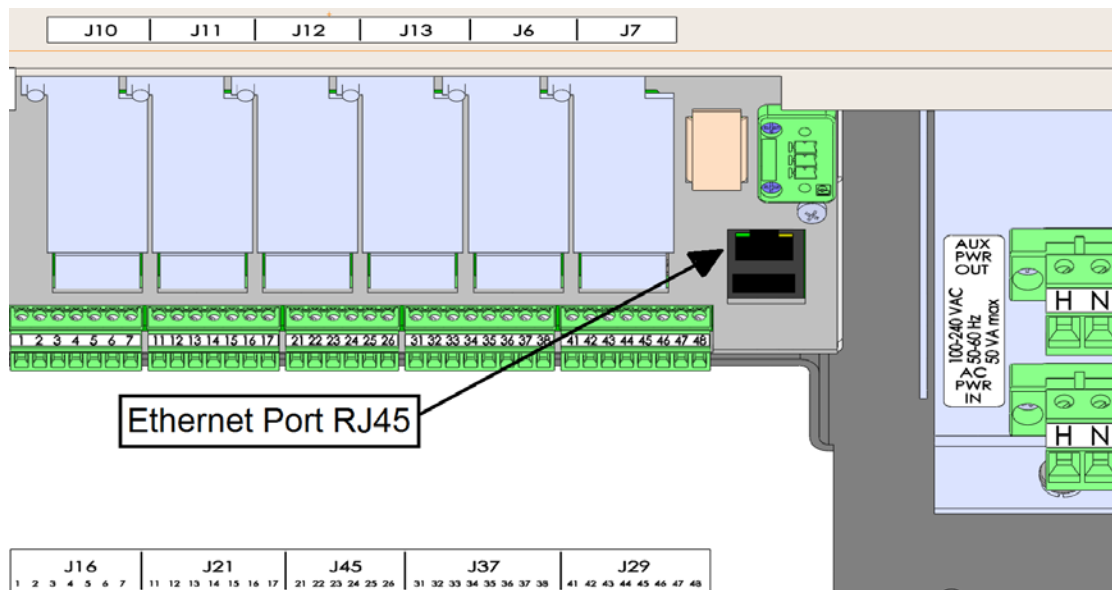 J10 J11 J12 J13 J6 J7
AUX
PWR
OUT
100-240 VAC
50-60 Hz
50 VA max
AC
PWR
IN
H N
H N
1 2 3 4 5 6 7 11 12 13 14 15 16 17 21 22 23 24 25 26 31 32 33 34 35 36 37 38 41 42 43 44 45 46 47 48
Ethernet Port RJ45
J16 J21 J45 J37 J29
1 2 3 4 5 6 7 11 12 13 14 15 16 17 21 22 23 24 25 26 31 32 33 34 35 36 37 38 41 42 43 44 45 46 47 48